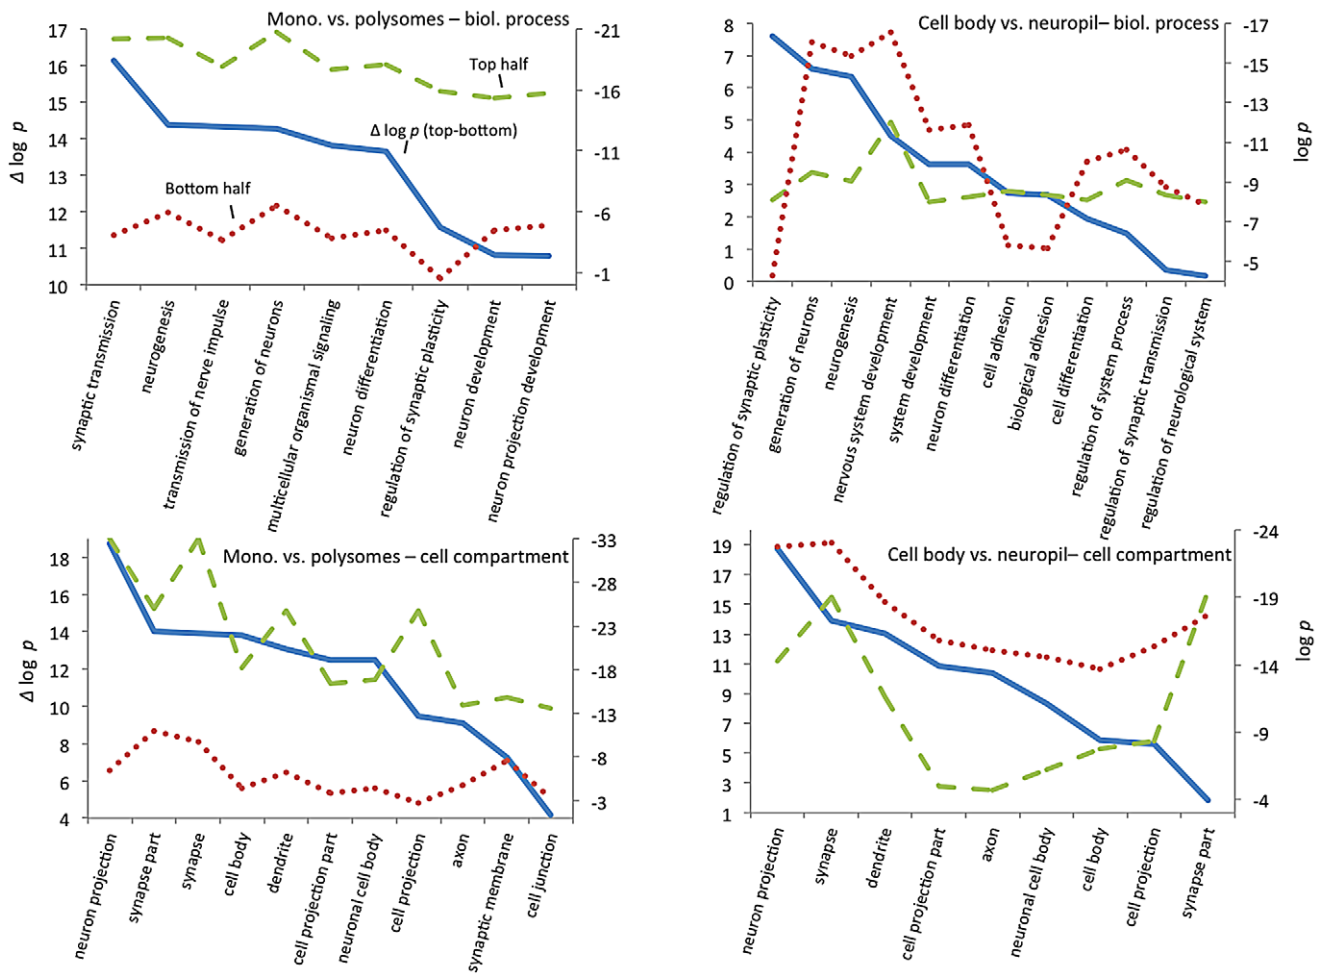 Mono. vs. polysomes – biol. process
17
16
15
14
13
12
11
10
Δ log p
-21
-16
-11
-6
-1
Top half
Δ log p (top-bottom)
Bottom half
synaptic transmission
neurogenesis
transmission of nerve impulse
generation of neurons
multicellular organismal signaling
neuron differentiation
regulation of synaptic plasticity
neuron development
neuron projection development
Cell body vs. neuropil– biol. process
8
7
6
5
4
3
2
1
0
-17
-15
-13
-11
-9
-7
-5
log p
regulation of synaptic plasticity
generation of neurons
neurogenesis
nervous system development
system development
neuron differentiation
cell adhesion
biological adhesion
cell differentiation
regulation of system process
regulation of synaptic transmission
regulation of neurological system
Mono. vs. polysomes – cell compartment
18
16
14
12
10
8
6
4
Δ log p
-33
-28
-23
-18
-13
-8
-3
neuron projection
synapse part
synapse
cell body
dendrite
cell projection part
neuronal cell body
cell projection
axon
synaptic membrane
cell junction
Cell body vs. neuropil– cell compartment
19
17
15
13
11
9
7
5
3
1
-24
-19
-14
-9
-4
log p
neuron projection
synapse
dendrite
cell projection part
axon
neuronal cell body
cell body
cell projection
synapse part